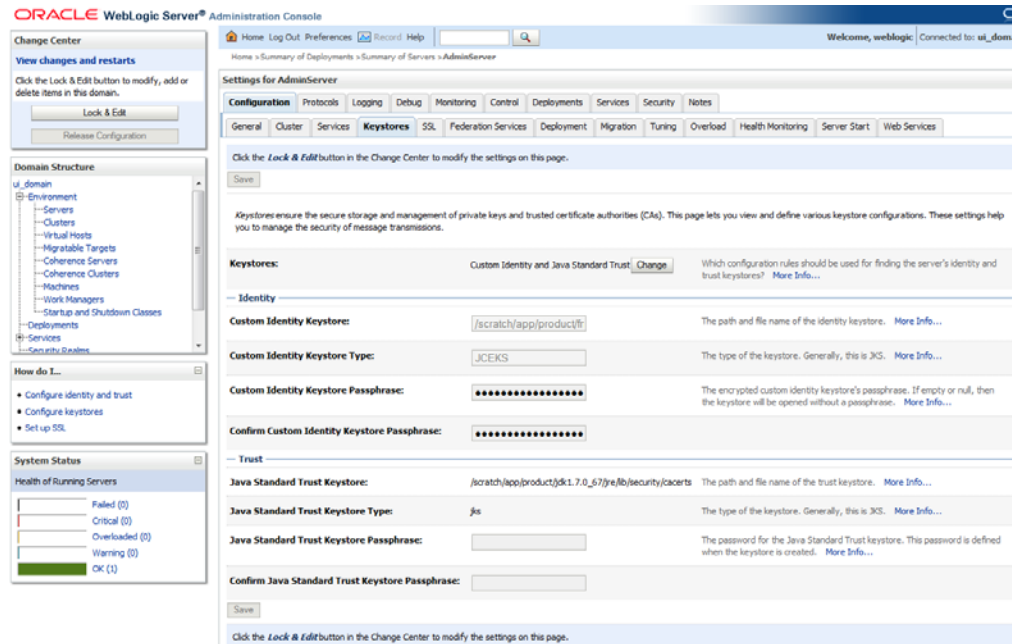 ORACLE WebLogic Server® Administration Console
Change Center
View changes and restarts
Click the Lock & Edit button to modify, add or
delete items in this domain.
Lock & Edit
Release Configuration
Domain Structure
ui_domain
Environment
Servers
Clusters
Virtual Hosts
Migratable Targets
Coherence Servers
Coherence Clusters
Machines
Work Managers
Startup and Shutdown Classes
Deployments
Services
Security Realms
How do I...
Configure identity and trust
Configure keystores
Set up SSL
System Status
Health of Running Servers
Failed (0)
Critical (0)
Overloaded (0)
Warning (0)
OK (1)
Home Log Out Preferences Record Help
Welcome, weblogic Connected to: ui_doma
Home >Summary of Deployments >Summary of Servers >AdminServer
Settings for AdminServer
Configuration Protocols Logging Debug Monitoring Control Deployments Services Security Notes
General Cluster Services Keystores SSL Federation Services Deployment Migration Tuning Overload Health Monitoring Server Start Web Services
Click the Lock & Edit button in the Change Center to modify the settings on this page.
Save
Keystores ensure the secure storage and management of private keys and trusted certificate authorities (CAs). This page lets you view and define various keystore configurations. These settings help
you to manage the security of message transmissions.
Keystores: Custom Identity and Java Standard Trust Change Which configuration rules should be used for finding the server's identity and
trust keystores? More Info...
Identity
Custom Identity Keystore: /scratch/app/product/fr The path and file name of the identity keystore. More Info...
Custom Identity Keystore Type: JCEKS The type of the keystore. Generally, this is JKS. More Info...
Custom Identity Keystore Passphrase: ●●●●●●●●●●●●●●●●● The encrypted custom identity keystore's passphrase. If empty or null, then
the keystore will be opened without a passphrase. More Info...
Confirm Custom Identity Keystore Passphrase: ●●●●●●●●●●●●●●●●●
Trust
Java Standard Trust Keystore: /scratch/app/product/jdk1.7.0_67/jre/lib/security/cacerts The path and file name of the trust keystore. More Info...
Java Standard Trust Keystore Type: jks The type of the keystore. Generally, this is JKS. More Info...
Java Standard Trust Keystore Passphrase: The password for the Java Standard Trust keystore. This password is defined
when the keystore is created. More Info...
Confirm Java Standard Trust Keystore Passphrase:
Save
Click the Lock & Edit button in the Change Center to modify the settings on this page.